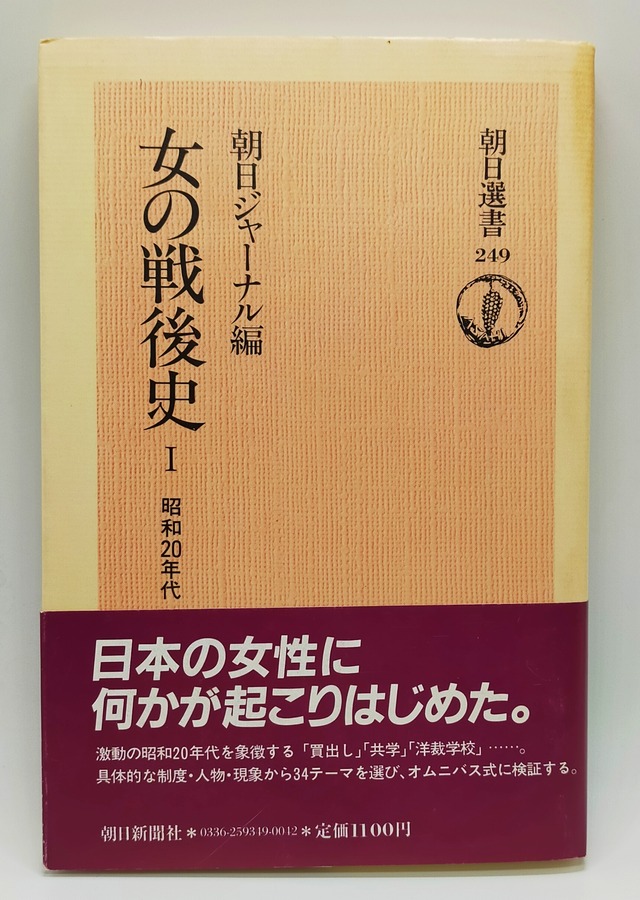 朝日選書
249
朝日ジャーナル編
女の戦後史 I
昭和20年代
日本の女性に
何かが起こりはじめた。
激動の昭和20年代を象徴する「買出し」「共学」「洋裁学校」……。
具体的な制度・人物・現象から34テーマを選び、オムニバス式に検証する。
朝日新聞社＊0336-259349-0042＊定価1100円